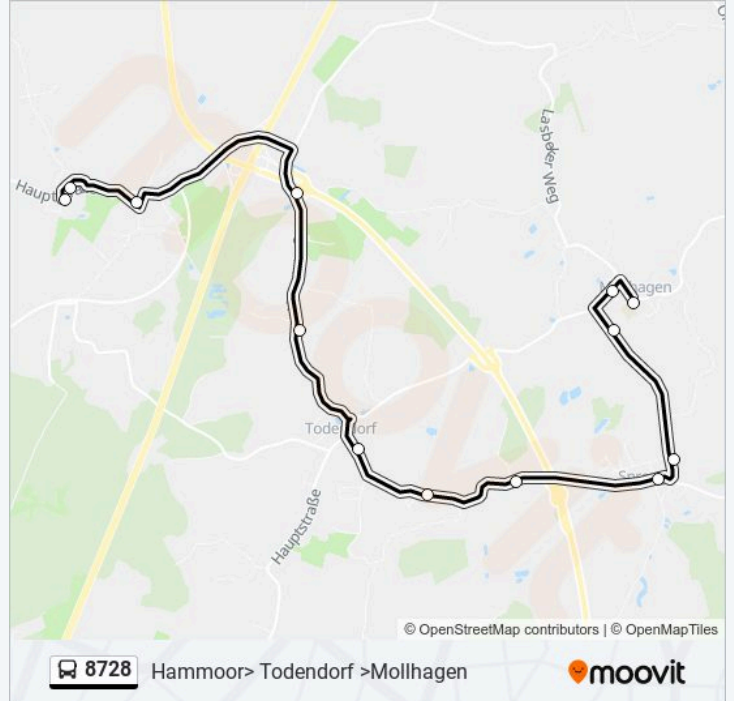 Lasbeker Weg
Todendorf
Hauptstraße
© OpenStreetMap contributors | © OpenMapTiles
8728
Hammoor> Todendorf >Mollhagen
moovit